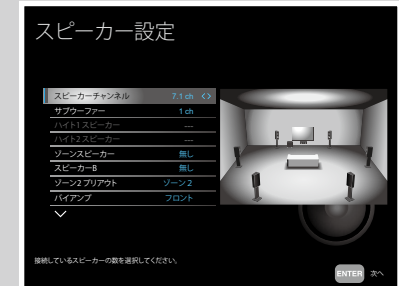 スピーカー設定
スピーカーチャンネル 7.1 ch
サブウーファー 1 ch
ハイト1 スピーカー ---
ハイト2 スピーカー ---
ゾーンスピーカー 無し
スピーカーB 無し
ゾーン2 プリアウト ゾーン 2
バイアンプ フロント
接続しているスピーカーの数を選択してください。
ENTER 次へ